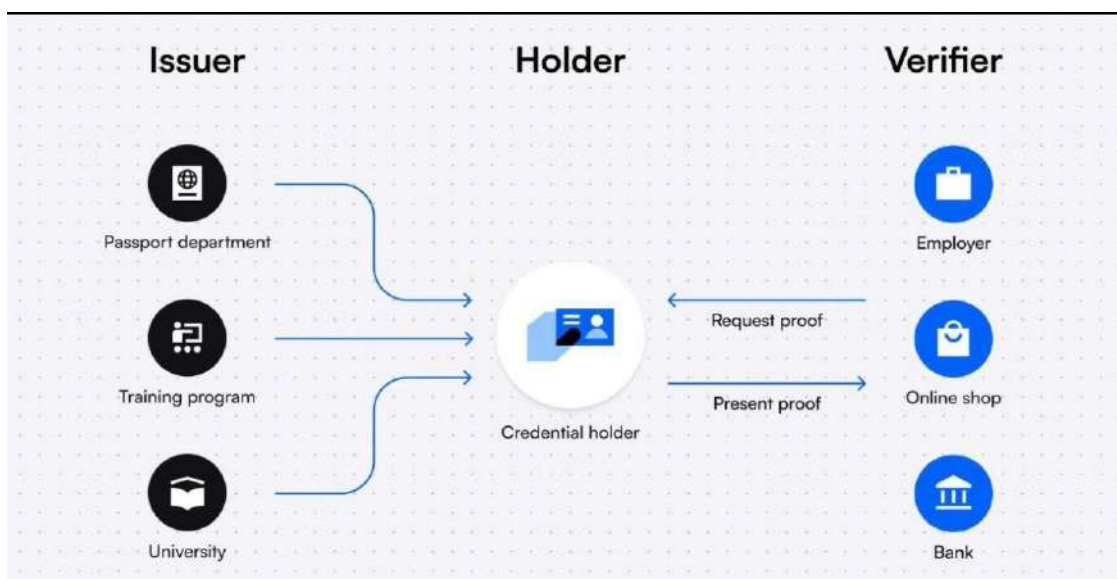 Issuer
Holder
Verifier
Passport department
Employer
Request proof
Training program
Present proof
Online shop
Credential holder
University
Bank